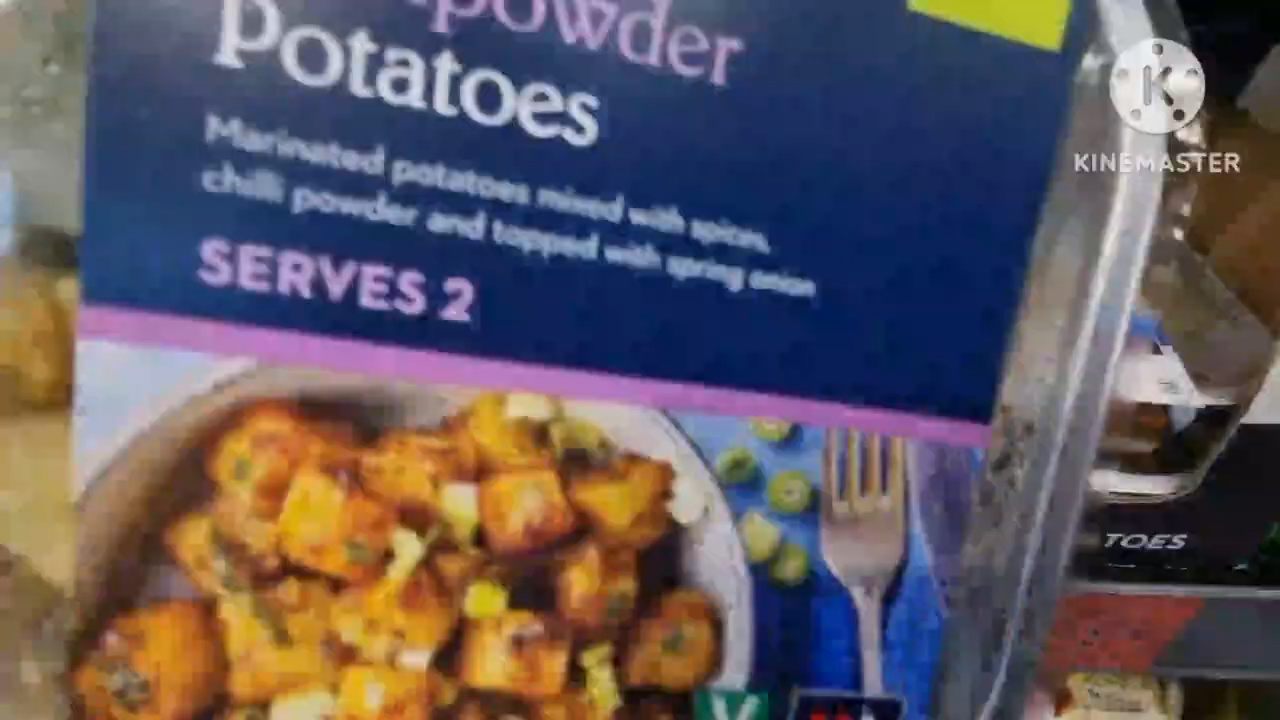 powder
Potatoes
Marinated potatoes mixed with spices,
chilli powder and topped with spring onion
SERVES 2
KINEMASTER
TOES
V